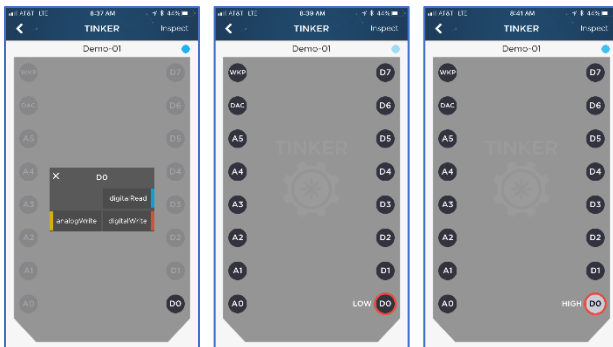 AT&T LTE 8:37 AM 44%
TINKER Inspect
Demo-01
WKP D7
DAC D6
A5 D5
A4 D4
× D0
digitalRead
A3 D3
analogWrite digitalWrite
A2 D2
A1 D1
A0 D0
AT&T LTE 8:39 AM 44%
TINKER Inspect
Demo-01
WKP D7
DAC D6
A5 D5
TINKER
A4 D4
A3 D3
A2 D2
A1 D1
A0 LOW D0
AT&T LTE 8:41 AM 44%
TINKER Inspect
Demo-01
WKP D7
DAC D6
A5 D5
TINKER
A4 D4
A3 D3
A2 D2
A1 D1
A0 HIGH D0